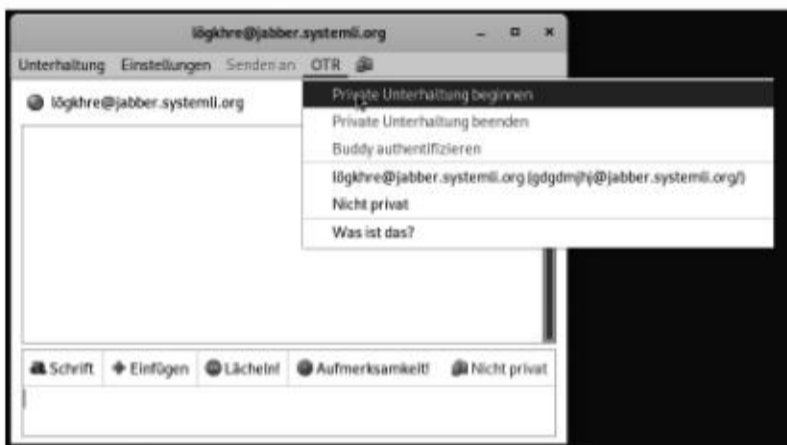 lögkhre@jabber.systemli.org
Unterhaltung Einstellungen Senden an OTR
lögkhre@jabber.systemli.org
Private Unterhaltung beginnen
Private Unterhaltung beenden
Buddy authentifizieren
lögkhre@jabber.systemli.org (gdgdmjhj@jabber.systemli.org/)
Nicht privat
Was ist das?
Schrift Einfügen Lächeln! Aufmerksamkeit! Nicht privat